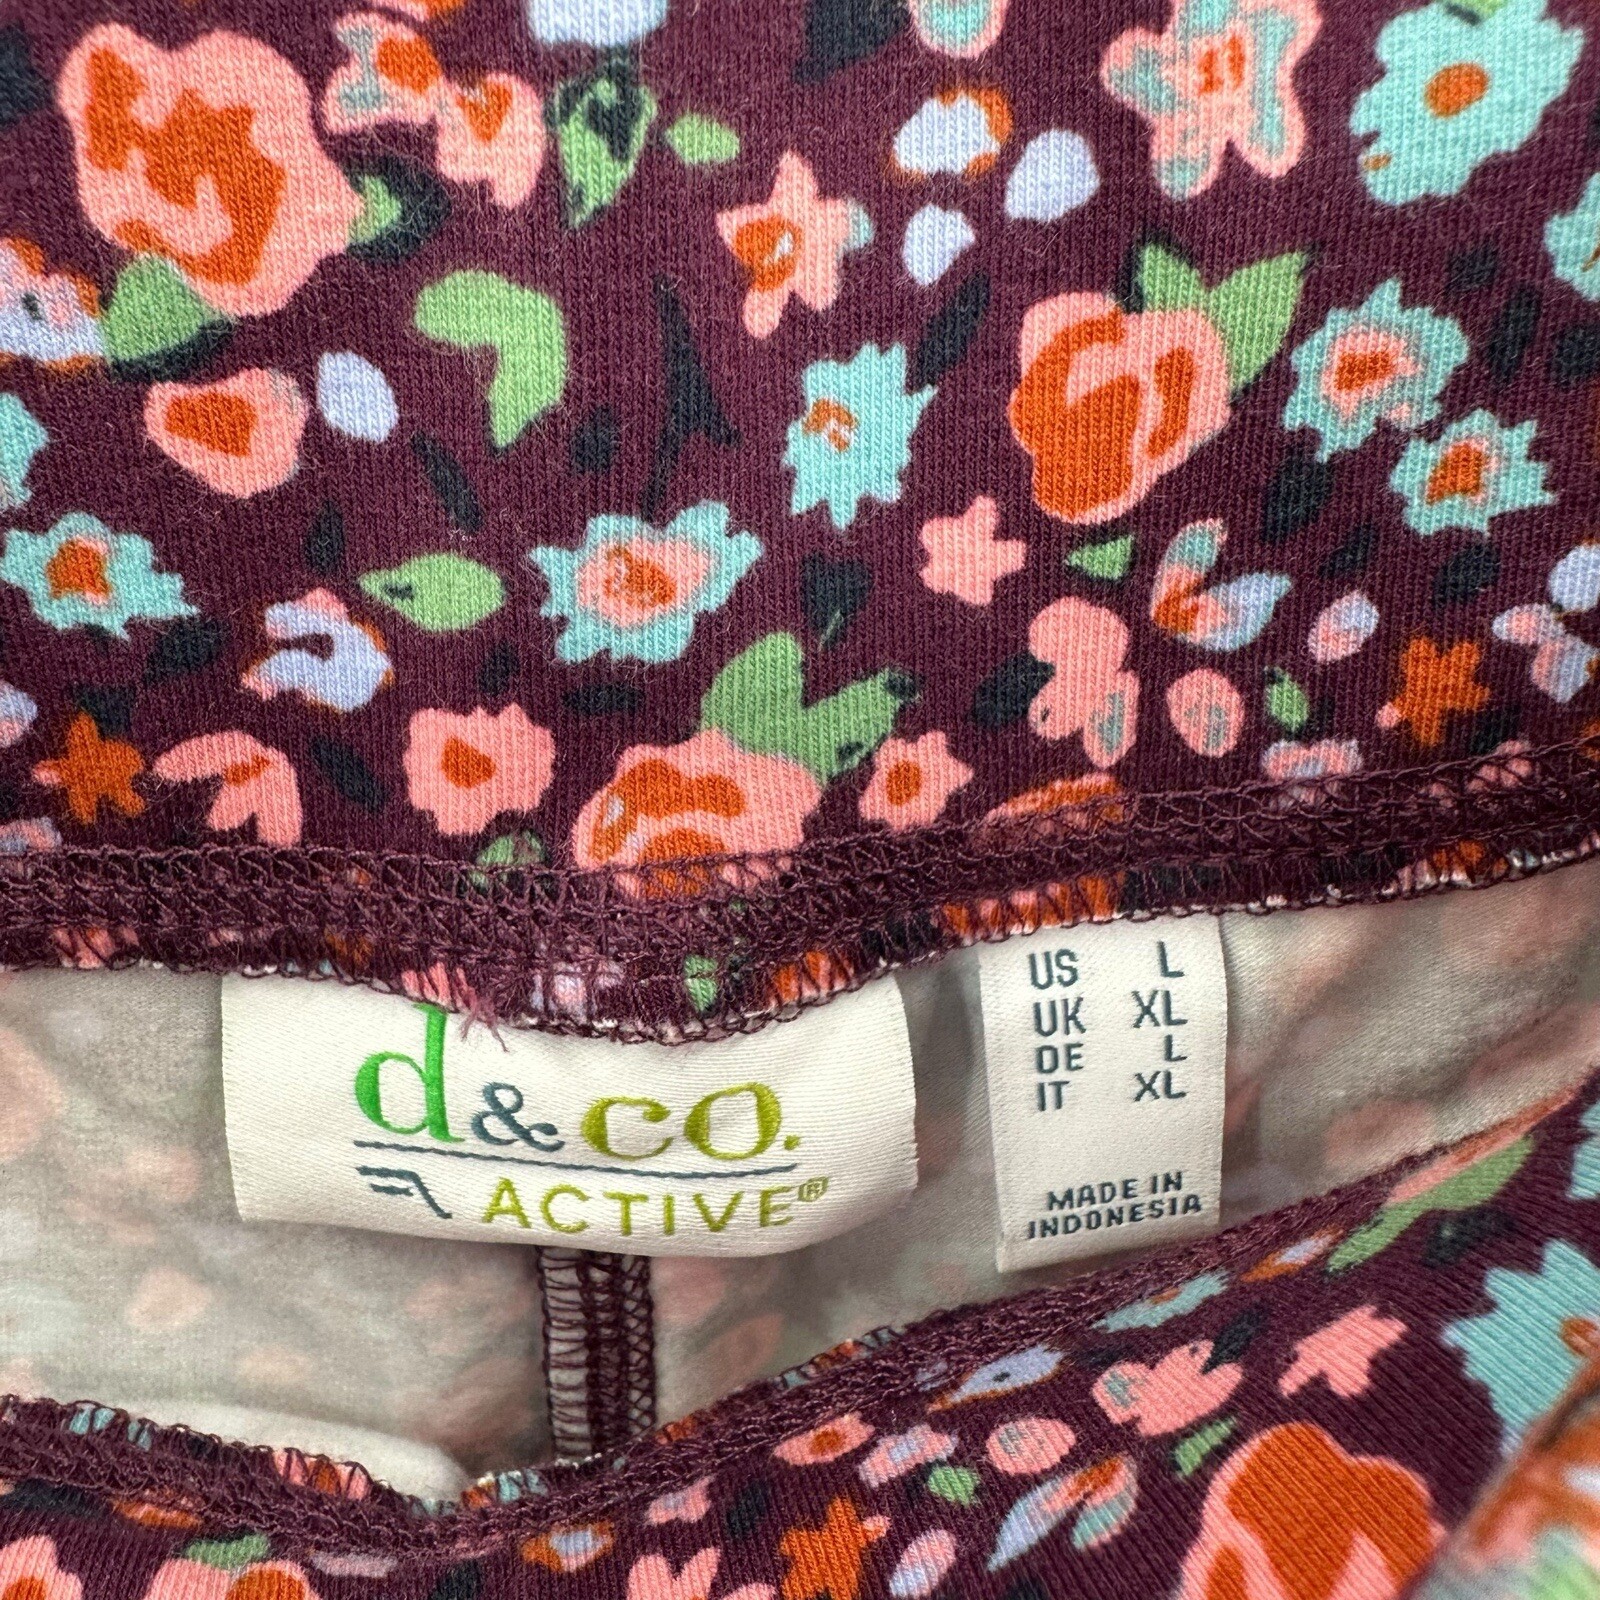 d&co.
ACTIVE®
US L
UK XL
DE L
IT XL
MADE IN
INDONESIA